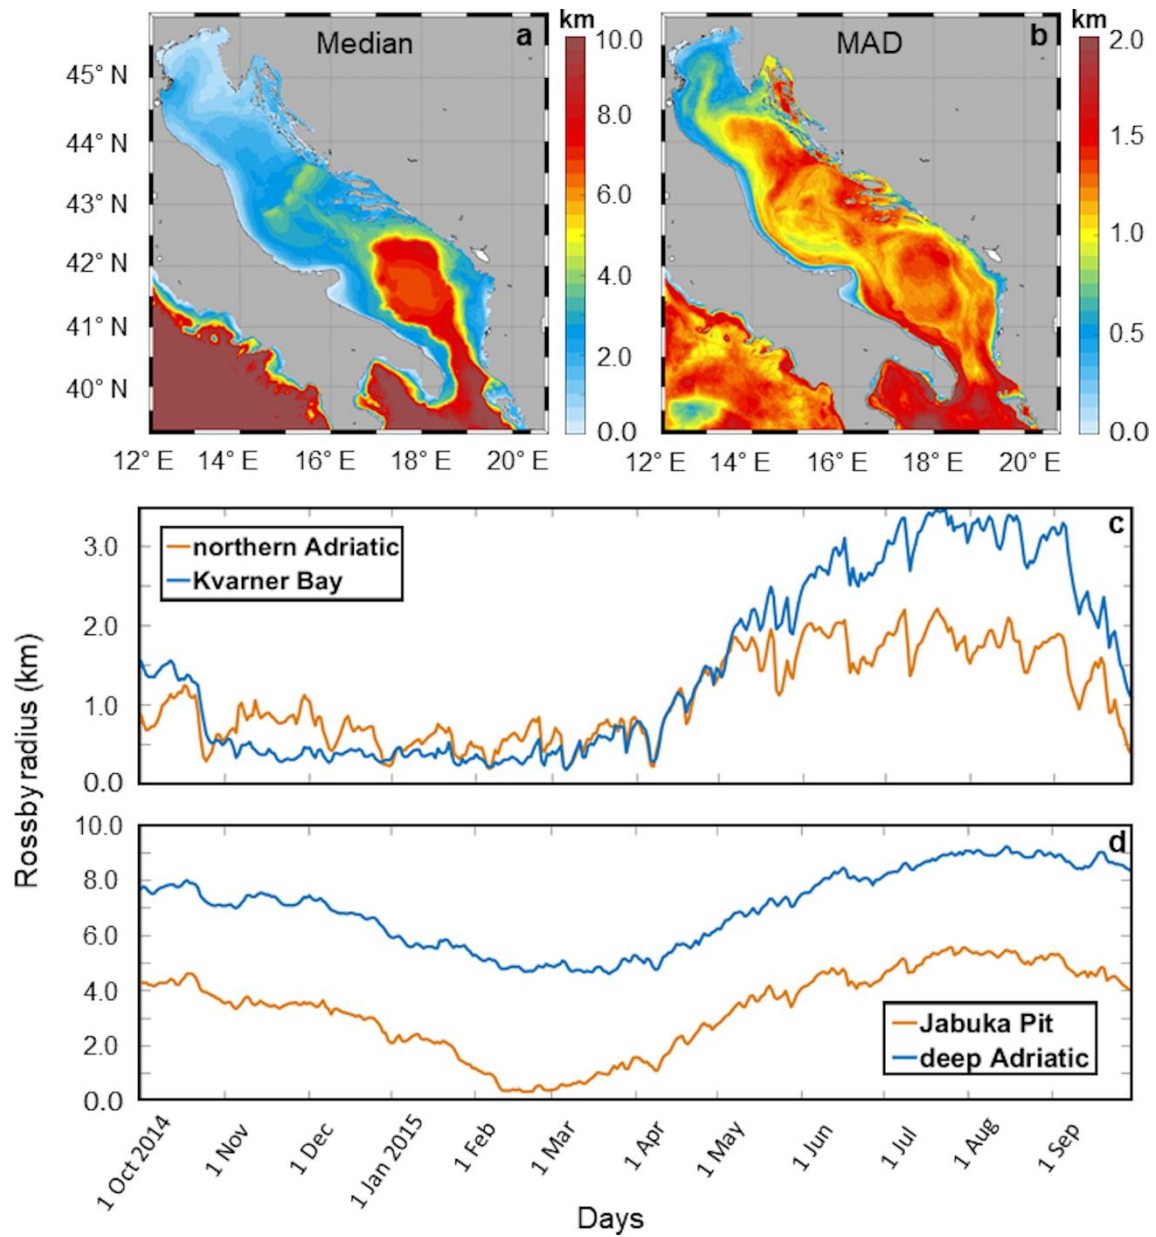 km
km
Median
a
MAD
b
45° N
44° N
43° N
42° N
41° N
40° N
10.0
8.0
6.0
4.0
2.0
0.0
2.0
1.5
1.0
0.5
0.0
12° E
14° E
16° E
18° E
20° E
12° E
14° E
16° E
18° E
20° E
c
northern Adriatic
Kvarner Bay
3.0
2.0
1.0
0.0
Rossby radius (km)
d
10.0
8.0
6.0
4.0
2.0
0.0
Jabuka Pit
deep Adriatic
1 Oct 2014
1 Nov
1 Dec
1 Jan 2015
1 Feb
1 Mar
1 Apr
1 May
1 Jun
1 Jul
1 Aug
1 Sep
Days